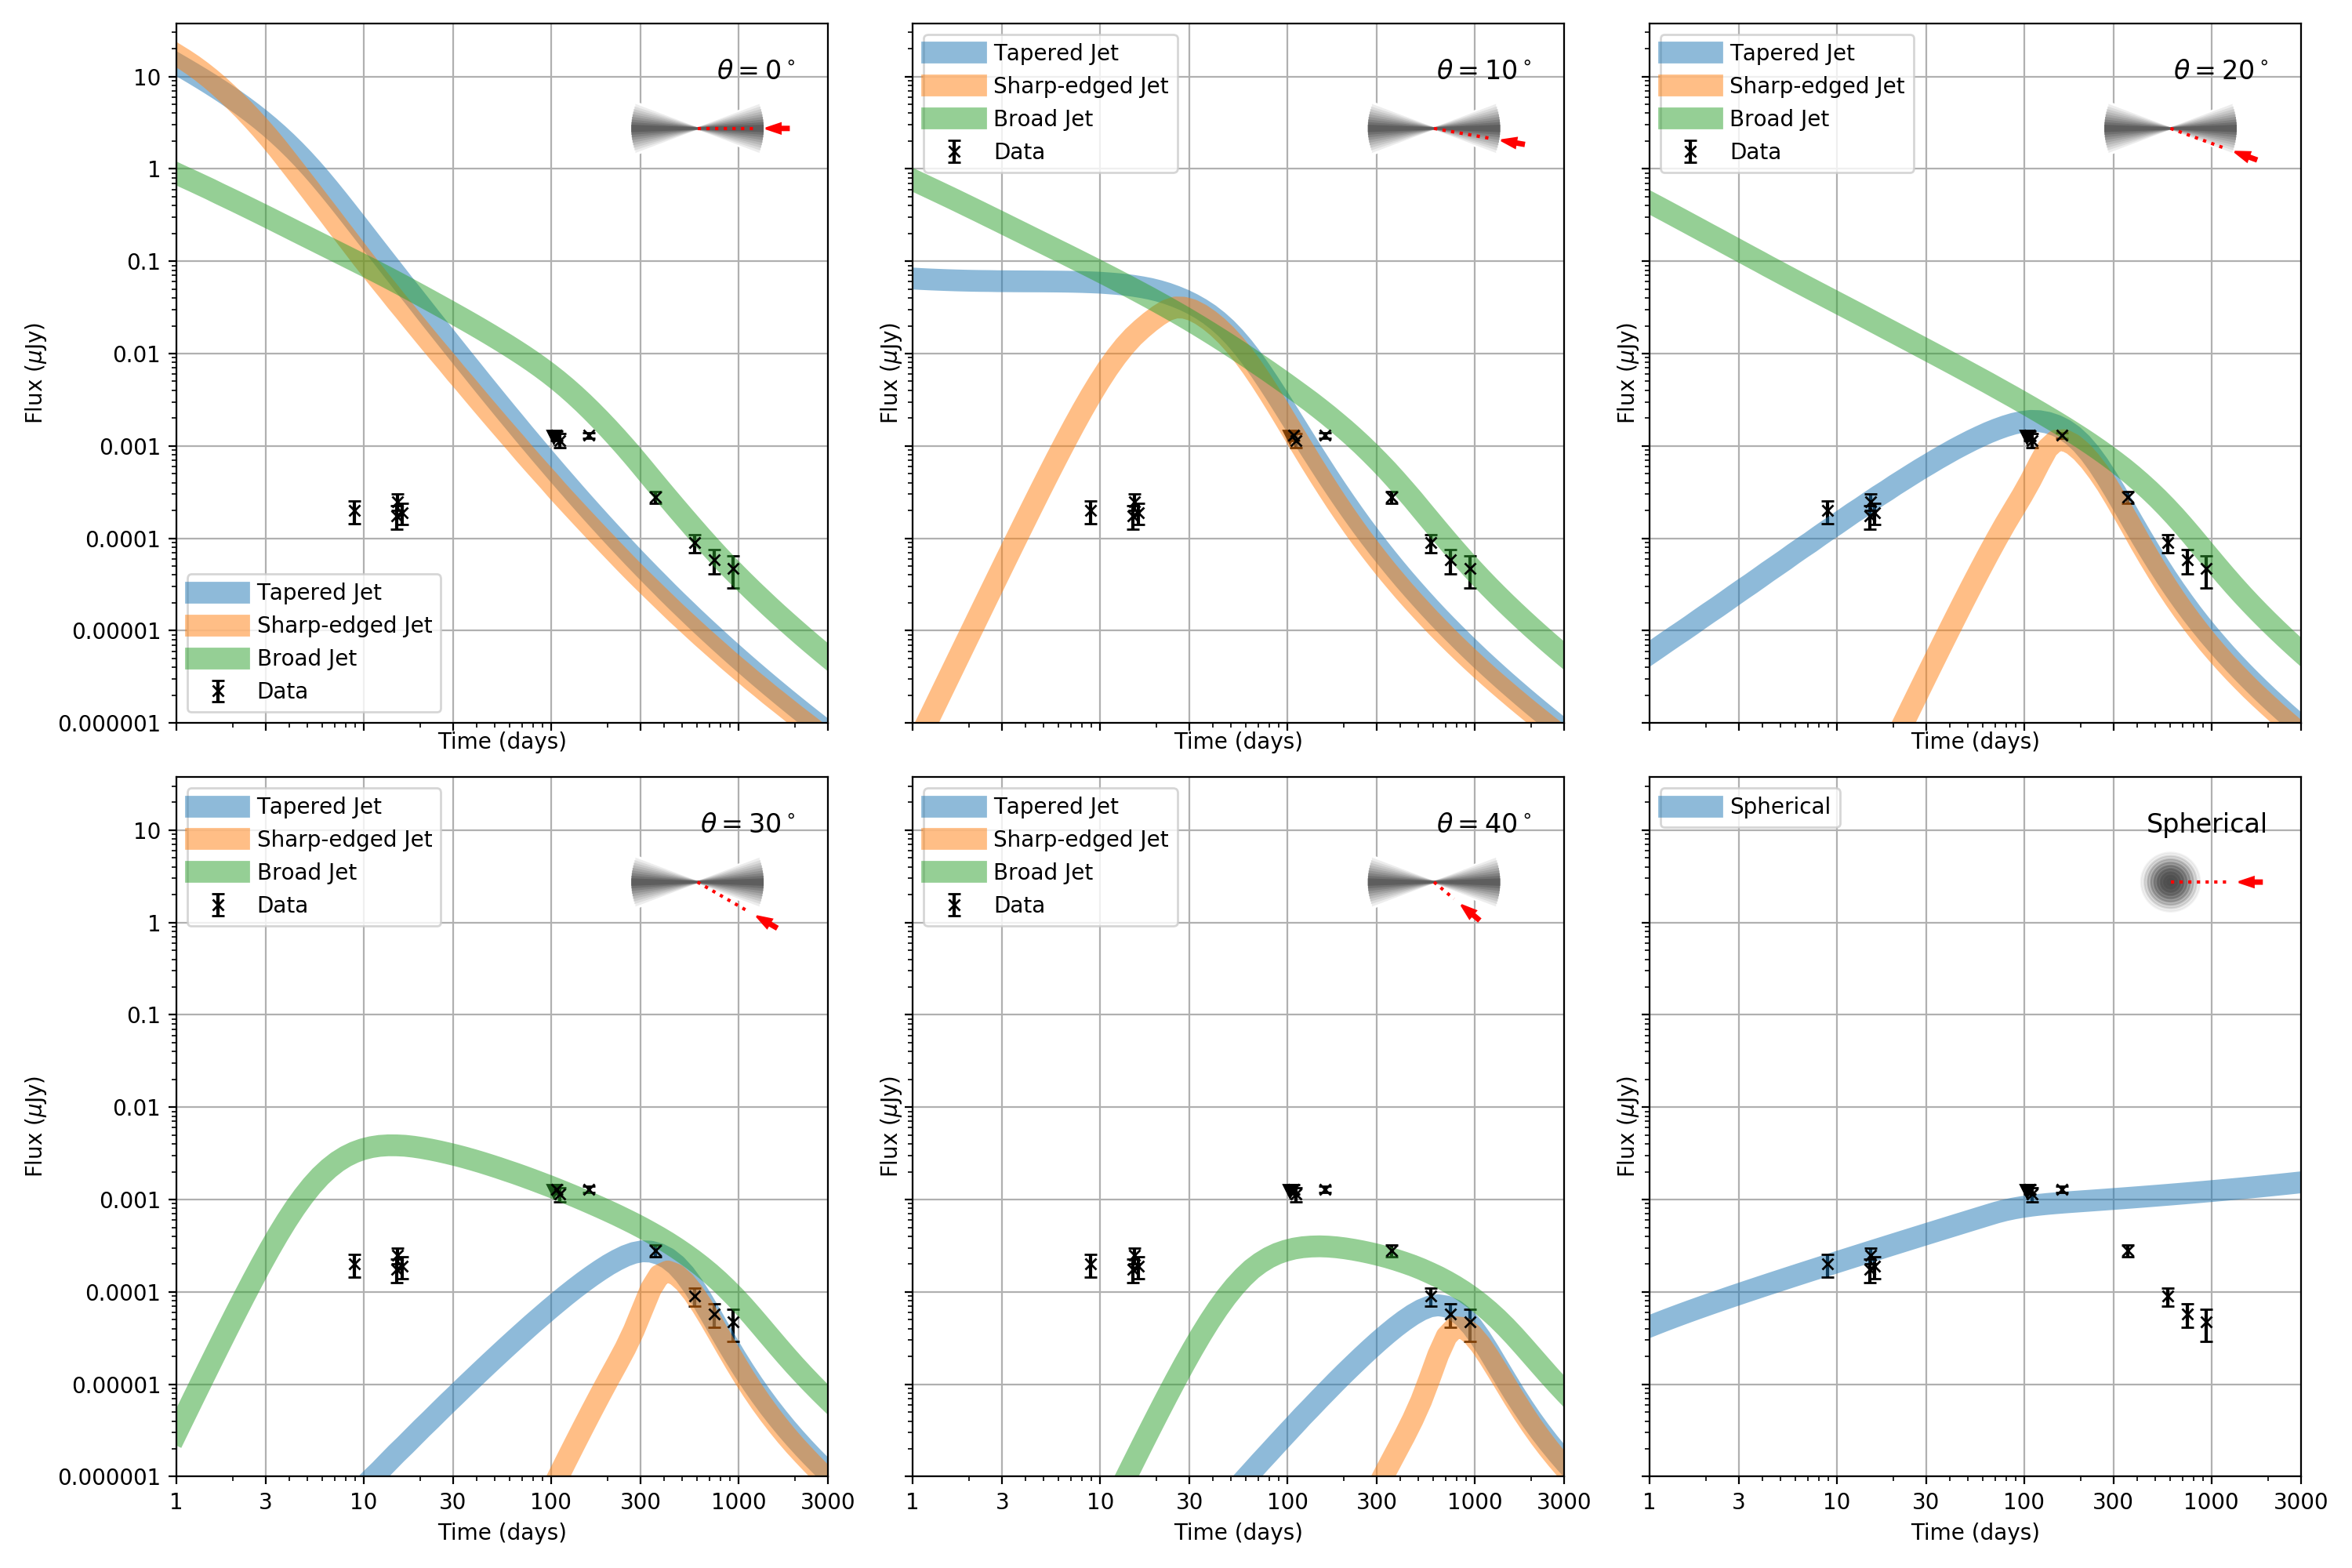 θ = 0°
10
1
0.1
0.01
0.001
0.0001
0.00001
0.0000001
Flux (μJy)
Tapered Jet
Sharp-edged Jet
Broad Jet
Data
Time (days)
Tapered Jet
Sharp-edged Jet
Broad Jet
Data
θ = 10°
Flux (μJy)
Time (days)
Tapered Jet
Sharp-edged Jet
Broad Jet
Data
θ = 20°
Flux (μJy)
Time (days)
Tapered Jet
Sharp-edged Jet
Broad Jet
Data
θ = 30°
10
1
0.1
0.01
0.001
0.0001
0.00001
0.0000001
Flux (μJy)
1 3 10 30 100 300 1000 3000
Time (days)
Tapered Jet
Sharp-edged Jet
Broad Jet
Data
θ = 40°
Flux (μJy)
1 3 10 30 100 300 1000 3000
Time (days)
Spherical
Spherical
Flux (μJy)
1 3 10 30 100 300 1000 3000
Time (days)